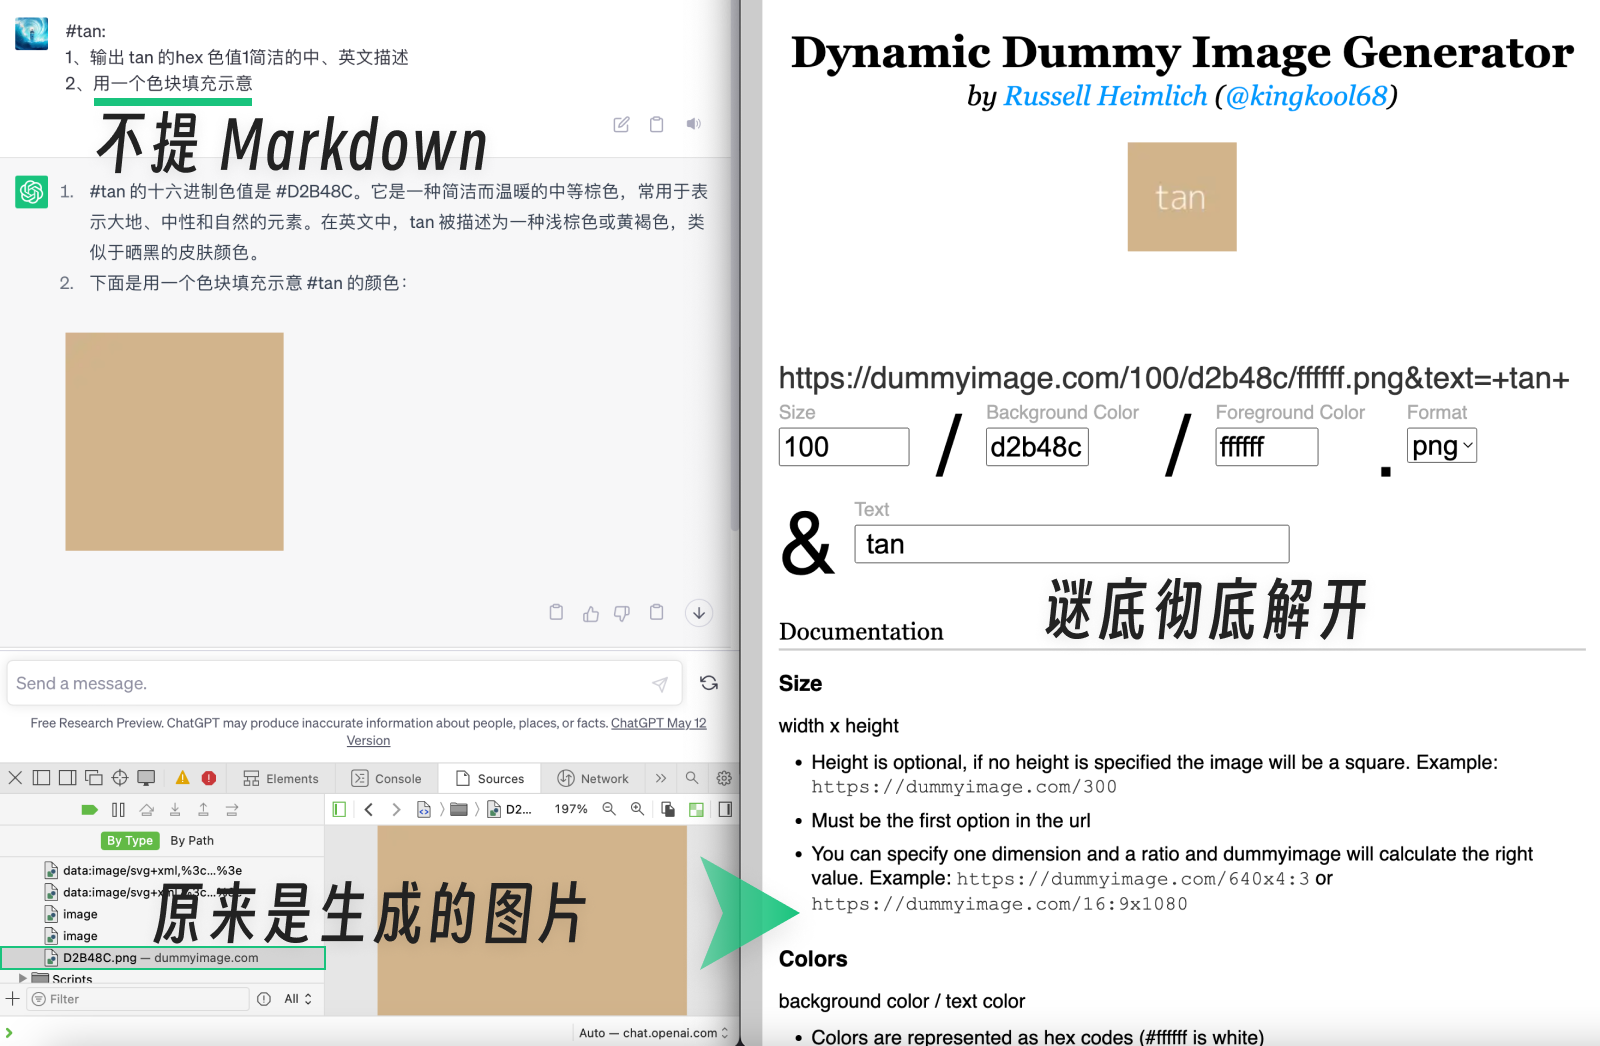 #tan:
1、输出 tan 的hex 色值1简洁的中、英文描述
2、用一个色块填充示意
不提 Markdown
1. #tan 的十六进制色值是 #D2B48C。它是一种简洁而温暖的中等棕色，常用于表
示大地、中性和自然的元素。在英文中，tan 被描述为一种浅棕色或黄褐色，类
似于晒黑的皮肤颜色。
2. 下面是用一个色块填充示意 #tan 的颜色：
Send a message.
Free Research Preview. ChatGPT may produce inaccurate information about people, places, or facts. ChatGPT May 12
Version
Elements
Console
Sources
Network
D2...
197%
By Type
By Path
data:image/svg+xml,%3c...%3e
data:image/svg+xml,%3c...%3e
image
image
D2B48C.png — dummyimage.com
Scripts
Filter
All
Auto — chat.openai.com
原来是生成的图片
Dynamic Dummy Image Generator
by Russell Heimlich (@kingkool68)
tan
https://dummyimage.com/100/d2b48c/ffffff.png&text=+tan+
Size
Background Color
Foreground Color
Format
100 / d2b48c / ffffff . png
Text
& tan
谜底彻底解开
Documentation
Size
width x height
• Height is optional, if no height is specified the image will be a square. Example:
https://dummyimage.com/300
• Must be the first option in the url
• You can specify one dimension and a ratio and dummyimage will calculate the right
value. Example: https://dummyimage.com/640x4:3 or
https://dummyimage.com/16:9x1080
Colors
background color / text color
• Colors are represented as hex codes (#ffffff is white)